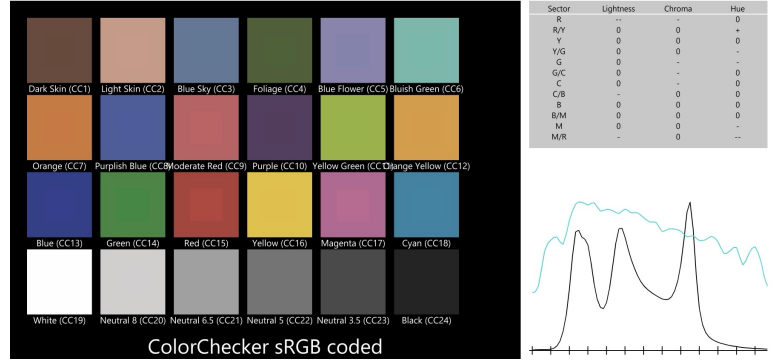 Dark Skin (CC1) Light Skin (CC2) Blue Sky (CC3) Foliage (CC4) Blue Flower (CC5) Bluish Green (CC6)
Orange (CC7) Purplish Blue (CC8) Moderate Red (CC9) Purple (CC10) Yellow Green (CC11) Orange Yellow (CC12)
Blue (CC13) Green (CC14) Red (CC15) Yellow (CC16) Magenta (CC17) Cyan (CC18)
White (CC19) Neutral 8 (CC20) Neutral 6.5 (CC21) Neutral 5 (CC22) Neutral 3.5 (CC23) Black (CC24)
ColorChecker sRGB coded
Sector Lightness Chroma Hue
R -- - 0
R/Y 0 0 +
Y 0 0 0
Y/G 0 0 -
G 0 - -
G/C 0 - 0
C 0 - 0
C/B - 0 0
B 0 0 0
B/M 0 0 0
M 0 0 -
M/R - 0 --